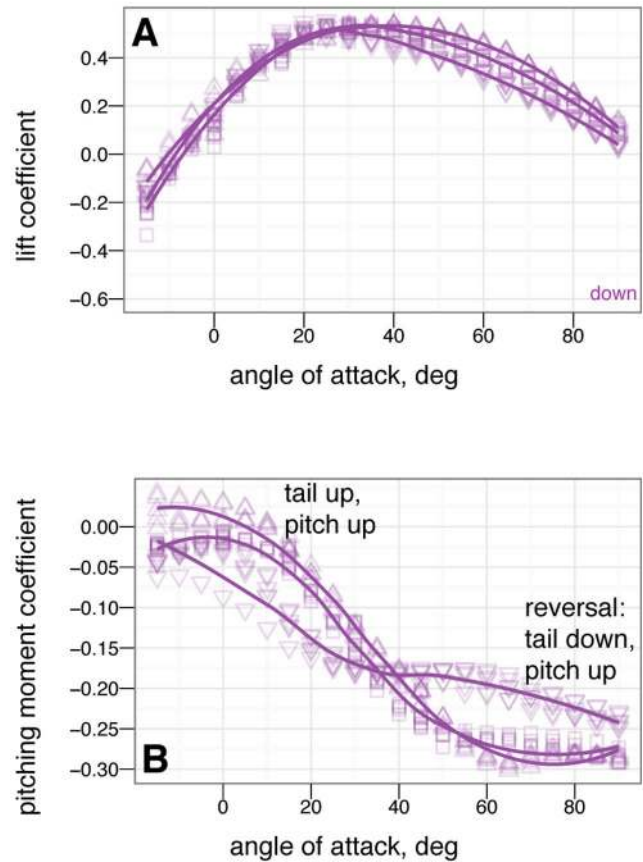 A
lift coefficient
0.4
0.2
0.0
−0.2
−0.4
−0.6
down
0 20 40 60 80
angle of attack, deg
pitching moment coefficient
0.00
−0.05
−0.10
−0.15
−0.20
−0.25
−0.30
tail up,
pitch up
reversal:
tail down,
pitch up
B
0 20 40 60 80
angle of attack, deg